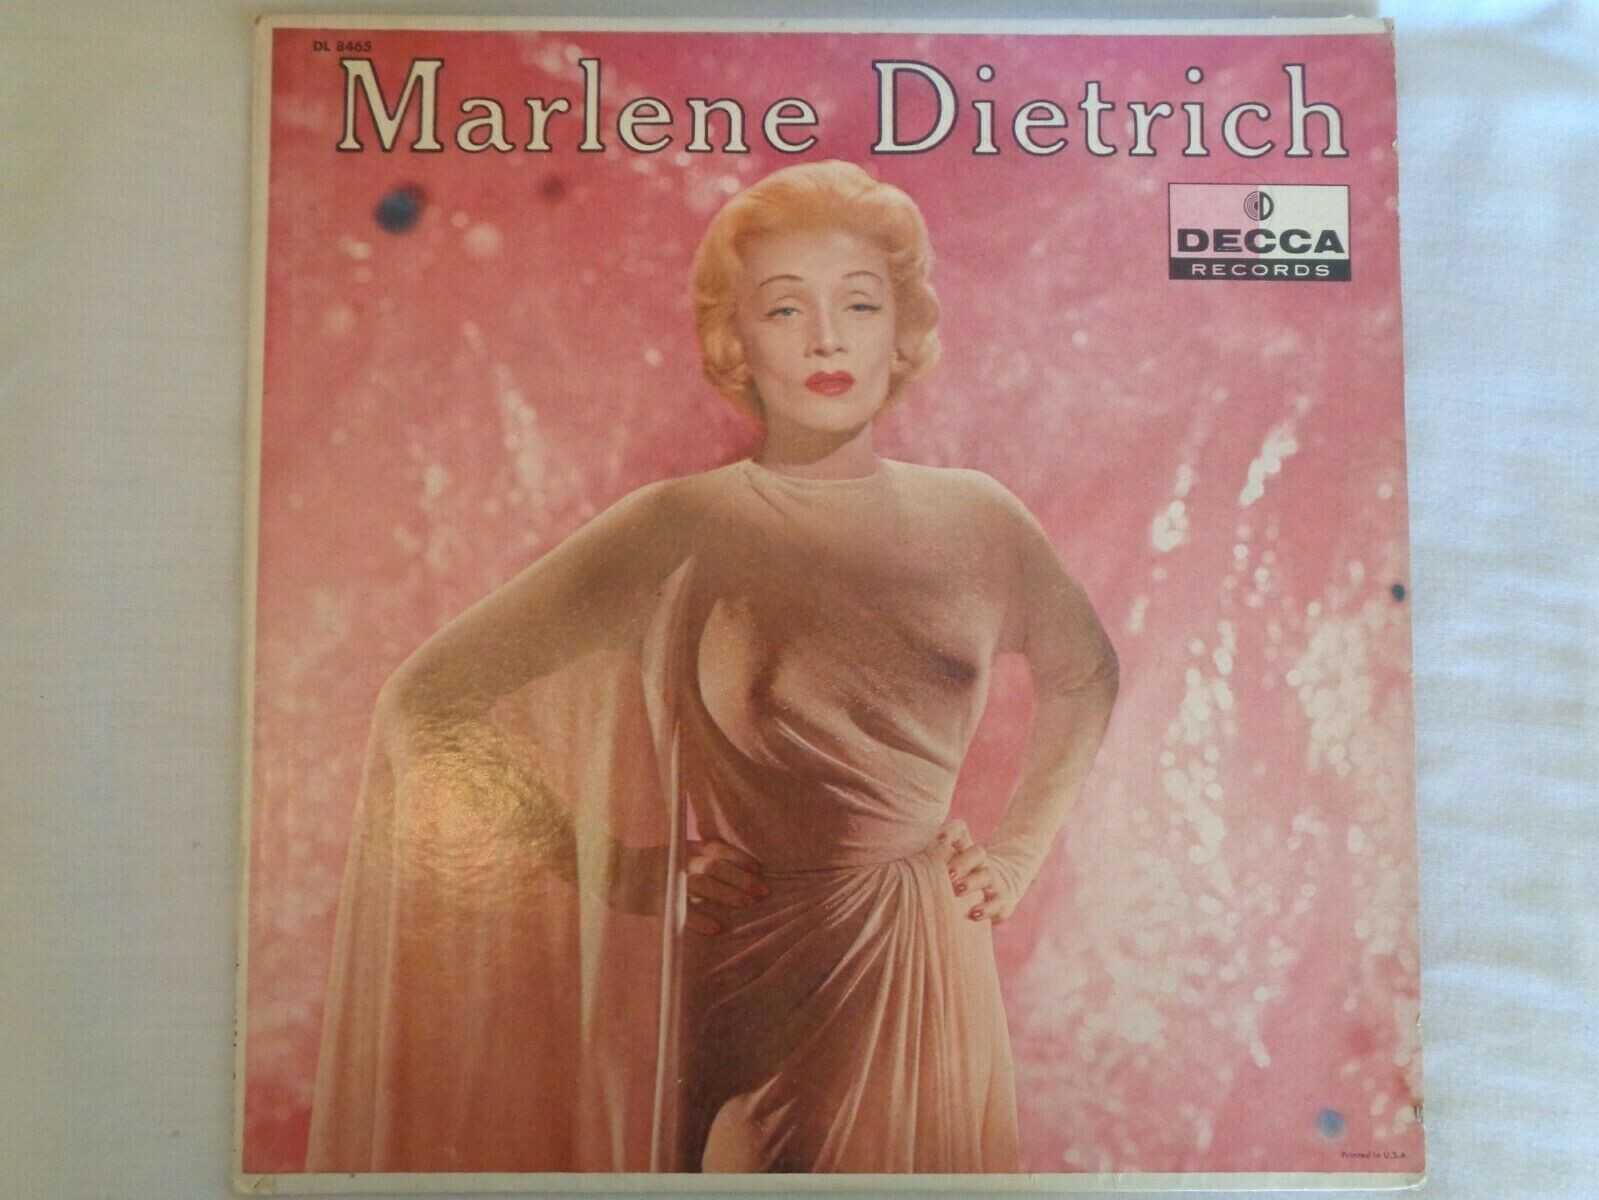 DL 8465
Marlene Dietrich
DECCA
RECORDS
Printed in U.S.A.